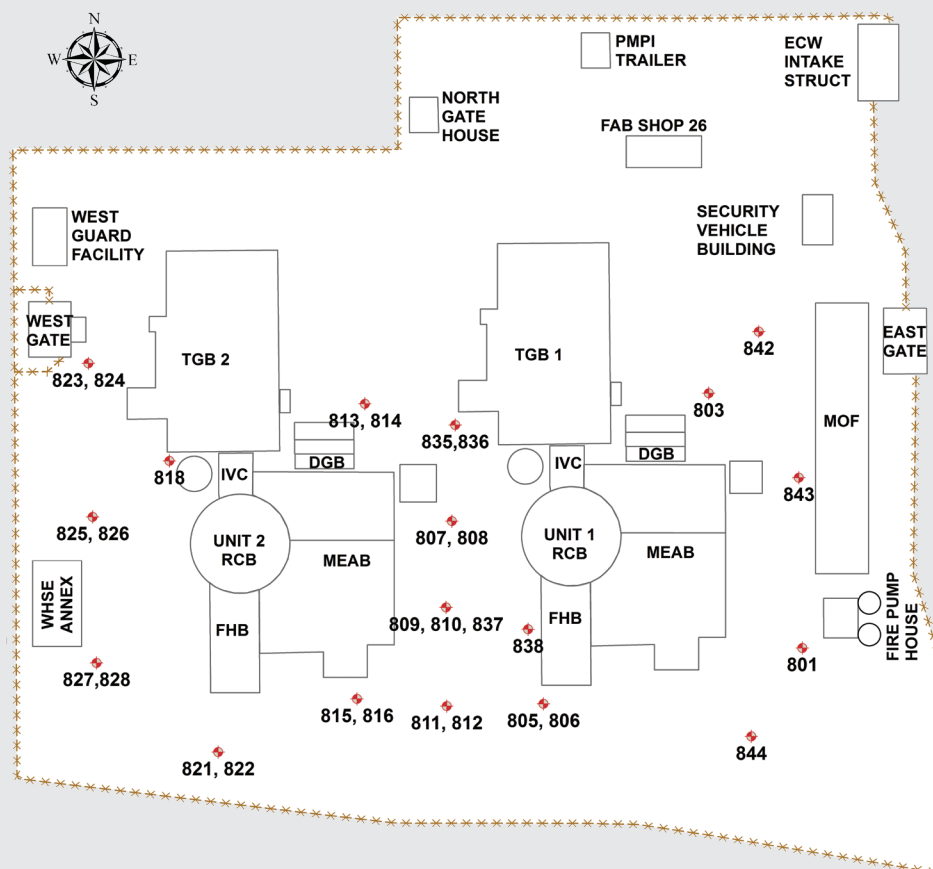 N
W
E
S
PMPI
TRAILER
ECW
INTAKE
STRUCT
NORTH
GATE
HOUSE
FAB SHOP 26
WEST
GUARD
FACILITY
SECURITY
VEHICLE
BUILDING
WEST
GATE
EAST
GATE
TGB 2
TGB 1
842
823, 824
803
813, 814
835,836
MOF
DGB
DGB
IVC
IVC
818
843
825, 826
807, 808
UNIT 2
RCB
UNIT 1
RCB
MEAB
MEAB
WHSE
ANNEX
FHB
FHB
809, 810, 837
838
FIRE PUMP
HOUSE
801
827,828
815, 816
811, 812
805, 806
844
821, 822